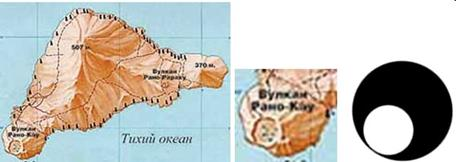 507 м.
370 м.
Вулкан
Рано-Рараку
Вулкан
Рано-Кау
Тихий океан
Вулкан
Рано-Кау